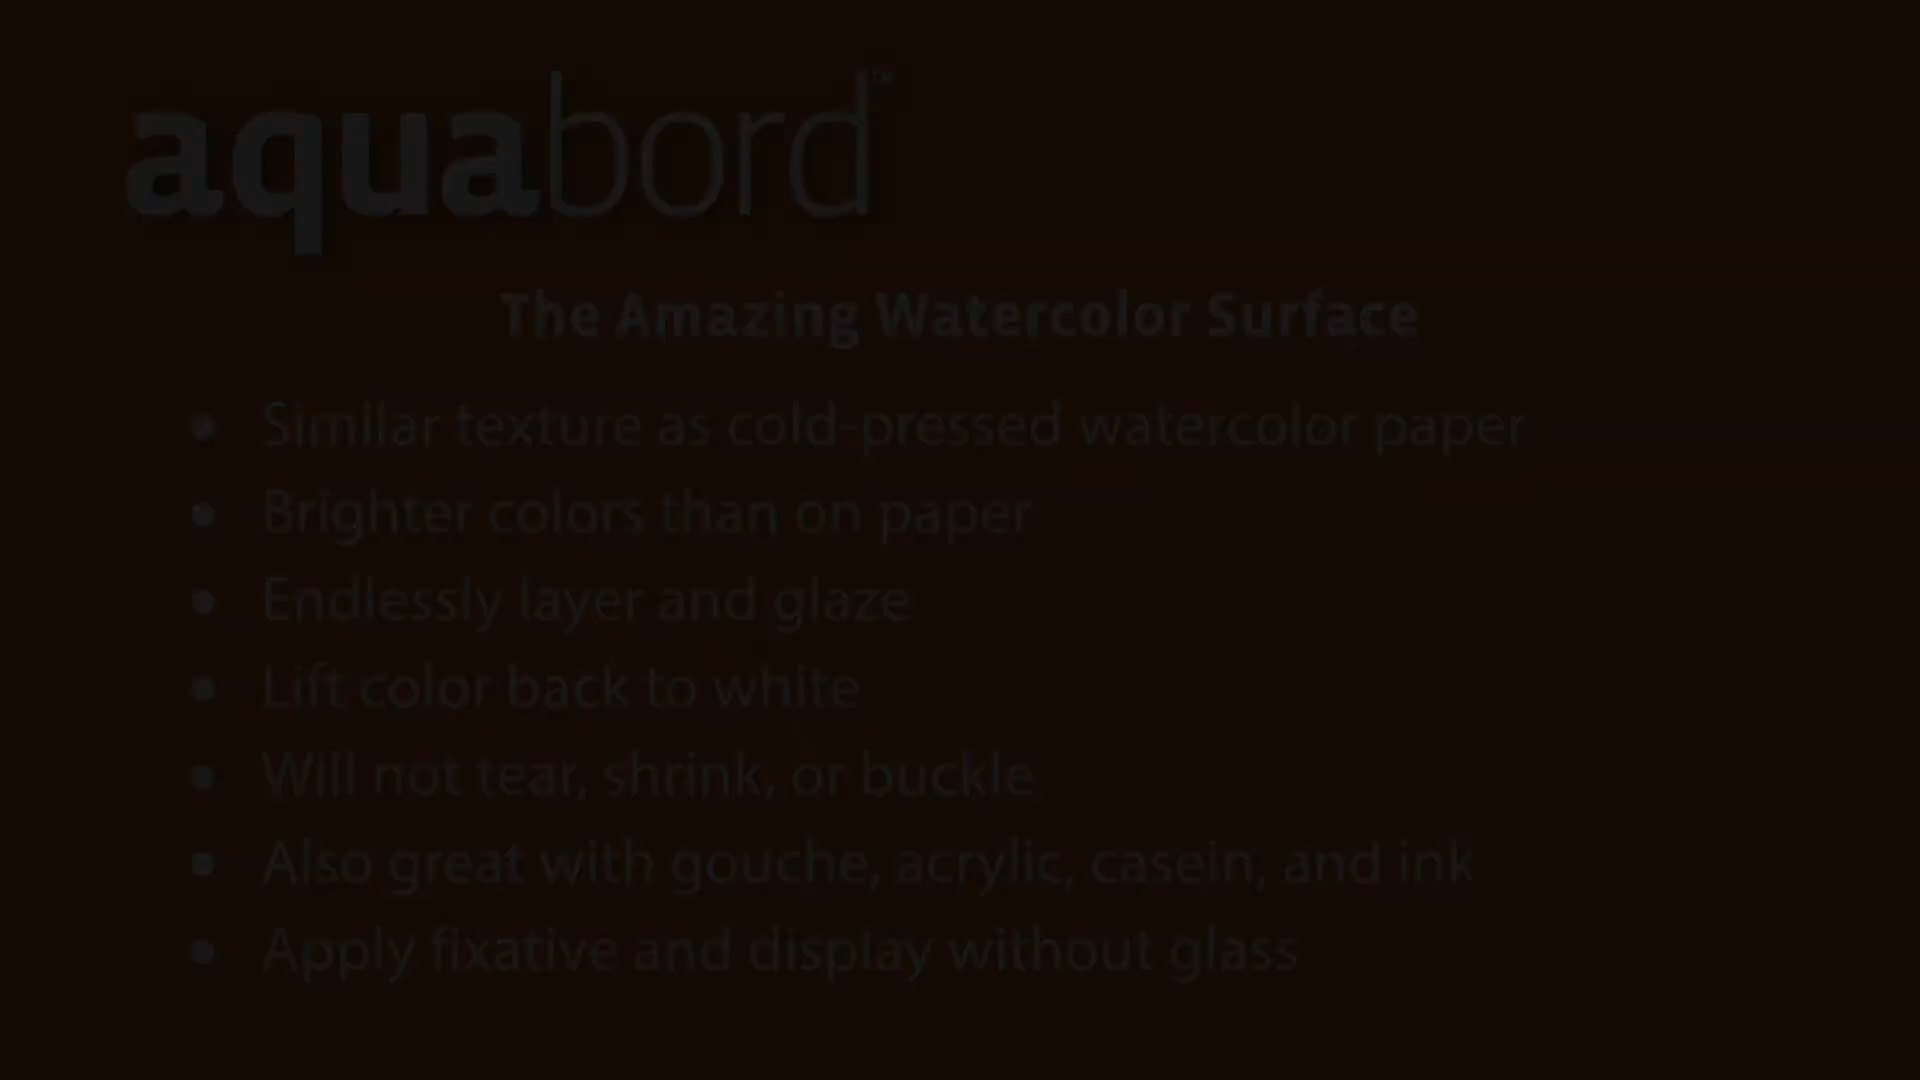 aquabord™
The Amazing Watercolor Surface
• Similar texture as cold-pressed watercolor paper
• Brighter colors than on paper
• Endlessly layer and glaze
• Lift color back to white
• Will not tear, shrink, or buckle
• Also great with gouche, acrylic, casein, and ink
• Apply fixative and display without glass